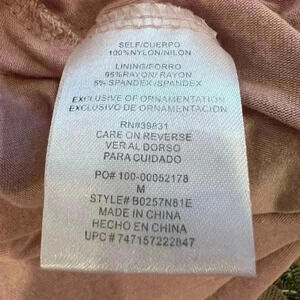 SELF/CUERPO
100%NYLON/NILON
LINING/FORRO
95%RAYON/RAYON
5% SPANDEX/SPANDEX
EXCLUSIVE OF ORNAMENTATION
EXCLUSIVO DE ORNAMENTACION
RN#39831
CARE ON REVERSE
VER AL DORSO
PARA CUIDADO
PO# 100-00052178
M
STYLE# B0257N81E
MADE IN CHINA
HECHO EN CHINA
UPC # 747157222847